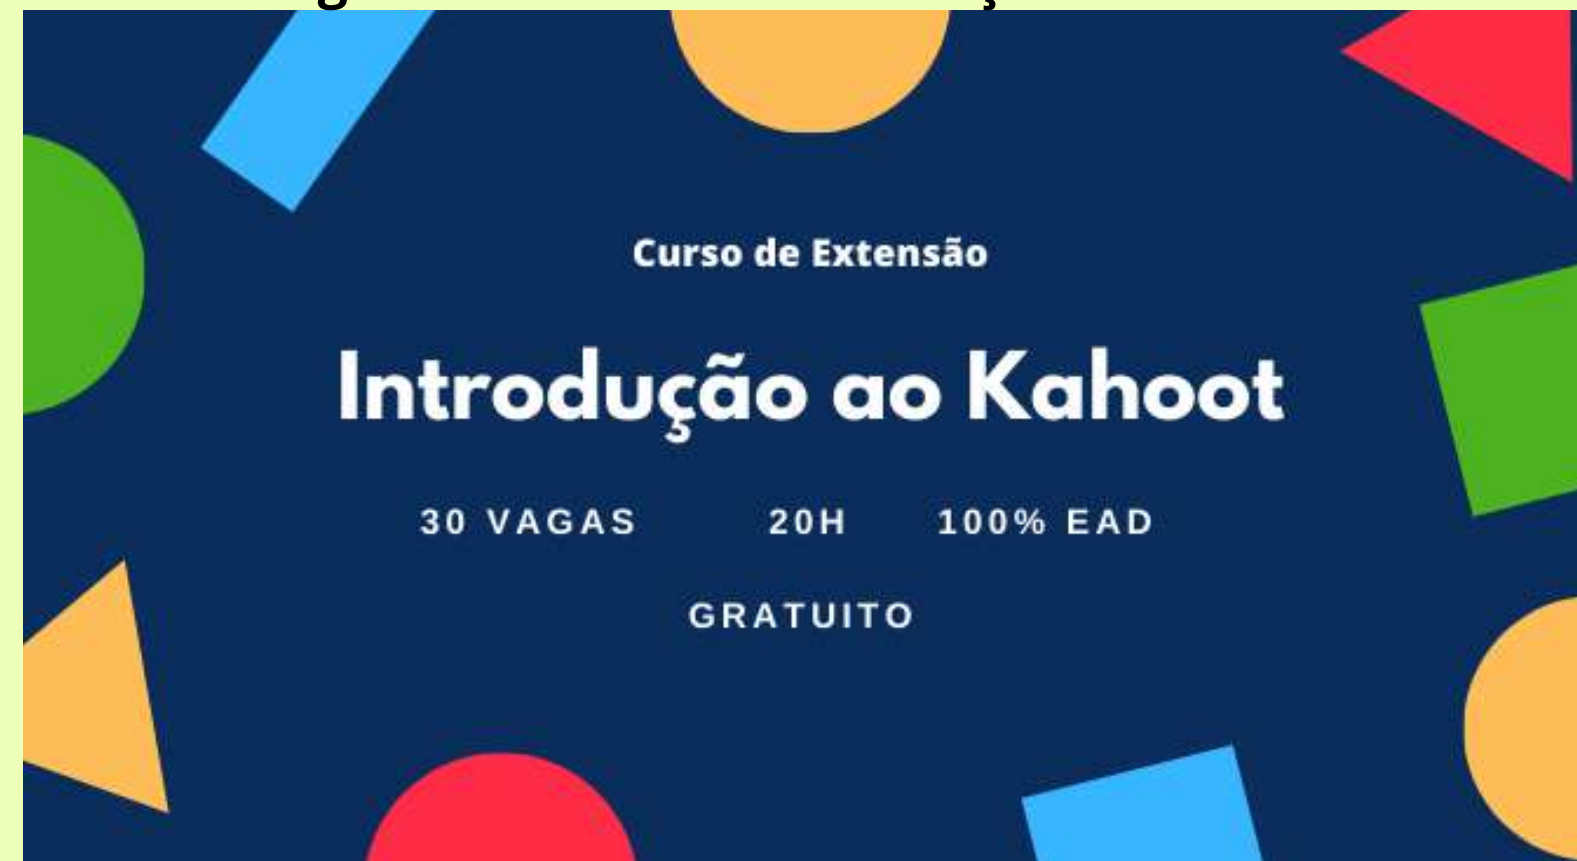 Curso de Extensão
Introdução ao Kahoot
30 VAGAS 20H 100% EAD
GRATUITO